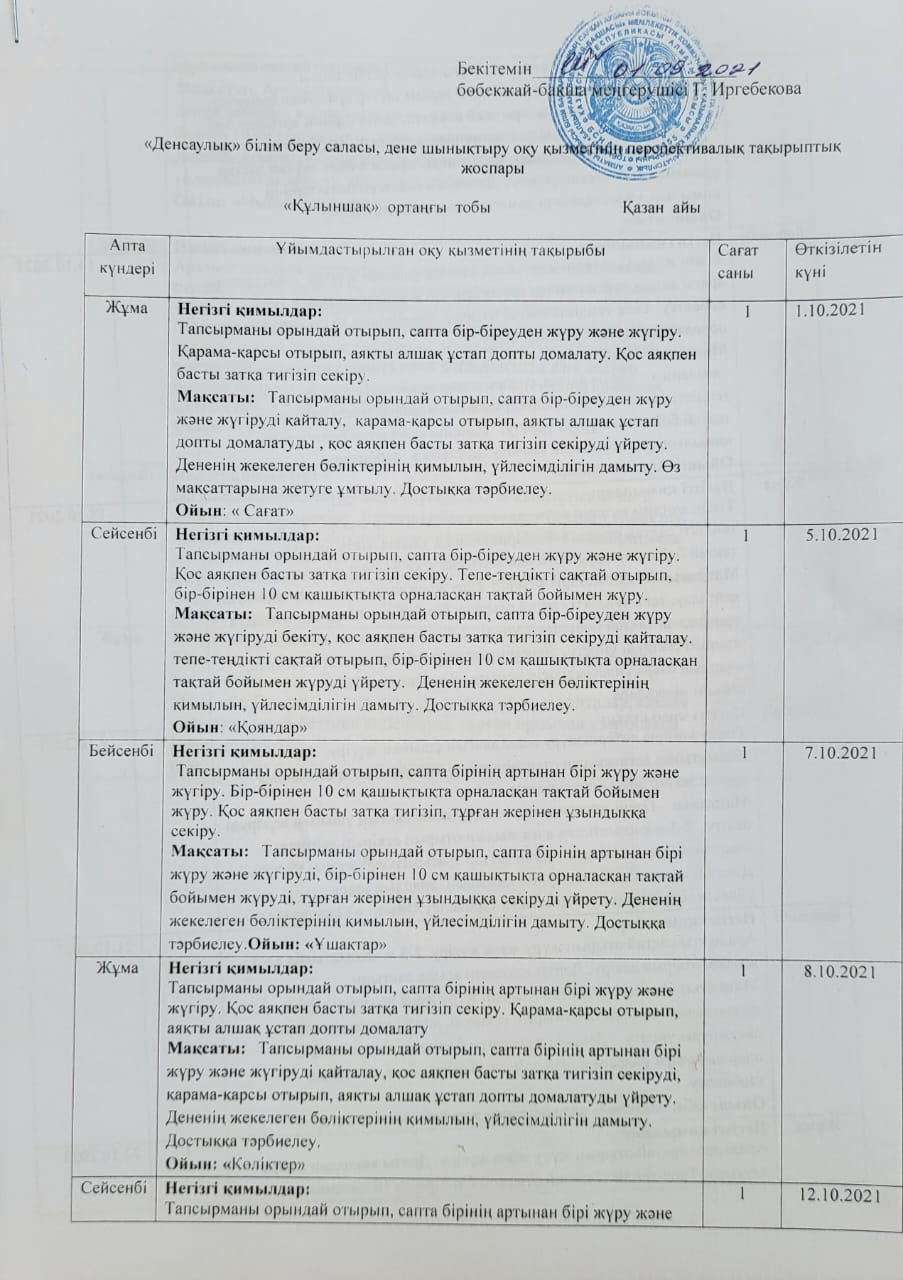 Бекітемін 01 09 2021
бөбекжай-бақша меңгерушісі Г. Иргебекова
«Денсаулық» білім беру саласы, дене шынықтыру оқу қызметінің перспективалық тақырыптық
жоспары
«Құлыншақ» ортаңғы тобы Қазан айы
Апта күндері Ұйымдастырылған оқу қызметінің тақырыбы Сағат саны Өткізілетін күні
Жұма Негізгі қимылдар: 1 1.10.2021
Тапсырманы орындай отырып, сапта бір-біреуден жүру және жүгіру.
Қарама-қарсы отырып, аяқты алшақ ұстап допты домалату. Қос аяқпен
басты затқа тигізіп секіру.
Мақсаты: Тапсырманы орындай отырып, сапта бір-біреуден жүру
және жүгіруді қайталу, қарама-қарсы отырып, аяқты алшақ ұстап
допты домалатуды , қос аяқпен басты затқа тигізіп секіруді үйрету.
Дененің жекелеген бөліктерінің қимылын, үйлесімділігін дамыту. Өз
мақсаттарына жетуге ұмтылу. Достыққа тәрбиелеу.
Ойын: « Сағат»
Сейсенбі Негізгі қимылдар: 1 5.10.2021
Тапсырманы орындай отырып, сапта бір-біреуден жүру және жүгіру.
Қос аяқпен басты затқа тигізіп секіру. Тепе-теңдікті сақтай отырып,
бір-бірінен 10 см қашықтықта орналасқан тақтай бойымен жүру.
Мақсаты: Тапсырманы орындай отырып, сапта бір-біреуден жүру
және жүгіруді бекіту, қос аяқпен басты затқа тигізіп секіруді қайталау.
тепе-теңдікті сақтай отырып, бір-бірінен 10 см қашықтықта орналасқан
тақтай бойымен жүруді үйрету. Дененің жекелеген бөліктерінің
қимылын, үйлесімділігін дамыту. Достыққа тәрбиелеу.
Ойын: «Қояндар»
Бейсенбі Негізгі қимылдар: 1 7.10.2021
Тапсырманы орындай отырып, сапта бірінің артынан бірі жүру және
жүгіру. Бір-бірінен 10 см қашықтықта орналасқан тақтай бойымен
жүру. Қос аяқпен басты затқа тигізіп, тұрған жерінен ұзындыққа
секіру.
Мақсаты: Тапсырманы орындай отырып, сапта бірінің артынан бірі
жүру және жүгіруді, бір-бірінен 10 см қашықтықта орналасқан тақтай
бойымен жүруді, тұрған жерінен ұзындыққа секіруді үйрету. Дененің
жекелеген бөліктерінің қимылын, үйлесімділігін дамыту. Достыққа
тәрбиелеу.Ойын: «Ұшақтар»
Жұма Негізгі қимылдар: 1 8.10.2021
Тапсырманы орындай отырып, сапта бірінің артынан бірі жүру және
жүгіру. Қос аяқпен басты затқа тигізіп секіру. Қарама-қарсы отырып,
аяқты алшақ ұстап допты домалату
Мақсаты: Тапсырманы орындай отырып, сапта бірінің артынан бірі
жүру және жүгіруді қайталау, қос аяқпен басты затқа тигізіп секіруді,
қарама-қарсы отырып, аяқты алшақ ұстап допты домалатуды үйрету.
Дененің жекелеген бөліктерінің қимылын, үйлесімділігін дамыту.
Достыққа тәрбиелеу.
Ойын: «Көліктер»
Сейсенбі Негізгі қимылдар: 1 12.10.2021
Тапсырманы орындай отырып, сапта бірінің артынан бірі жүру және